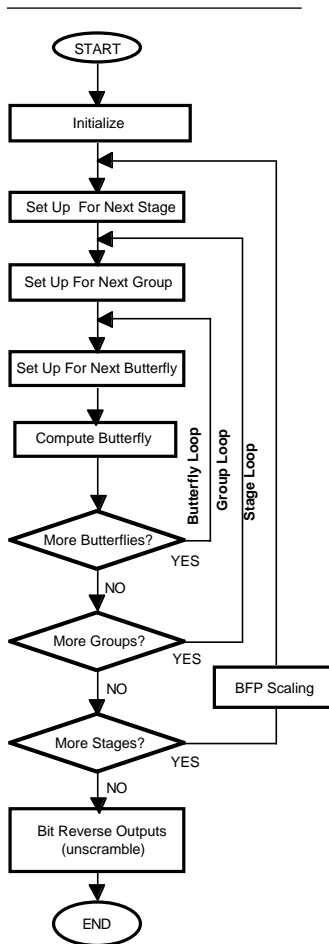 START
Initialize
Set Up For Next Stage
Set Up For Next Group
Set Up For Next Butterfly
Compute Butterfly
Butterfly Loop
Group Loop
Stage Loop
More Butterflies?
YES
NO
More Groups?
YES
NO
BFP Scaling
More Stages?
YES
NO
Bit Reverse Outputs
(unscramble)
END